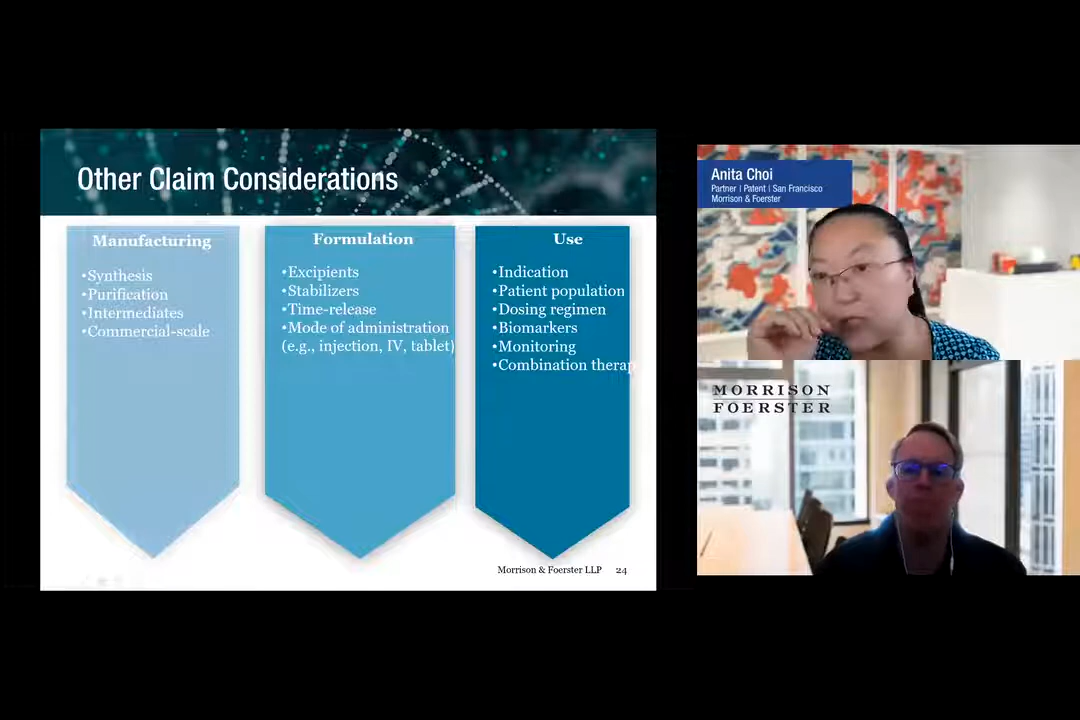 Other Claim Considerations
Manufacturing
•Synthesis
•Purification
•Intermediates
•Commercial-scale
Formulation
•Excipients
•Stabilizers
•Time-release
•Mode of administration
(e.g., injection, IV, tablet)
Use
•Indication
•Patient population
•Dosing regimen
•Biomarkers
•Monitoring
•Combination therap
Morrison & Foerster LLP 24
Anita Choi
Partner | Patent | San Francisco
Morrison & Foerster
MORRISON
FOERSTER